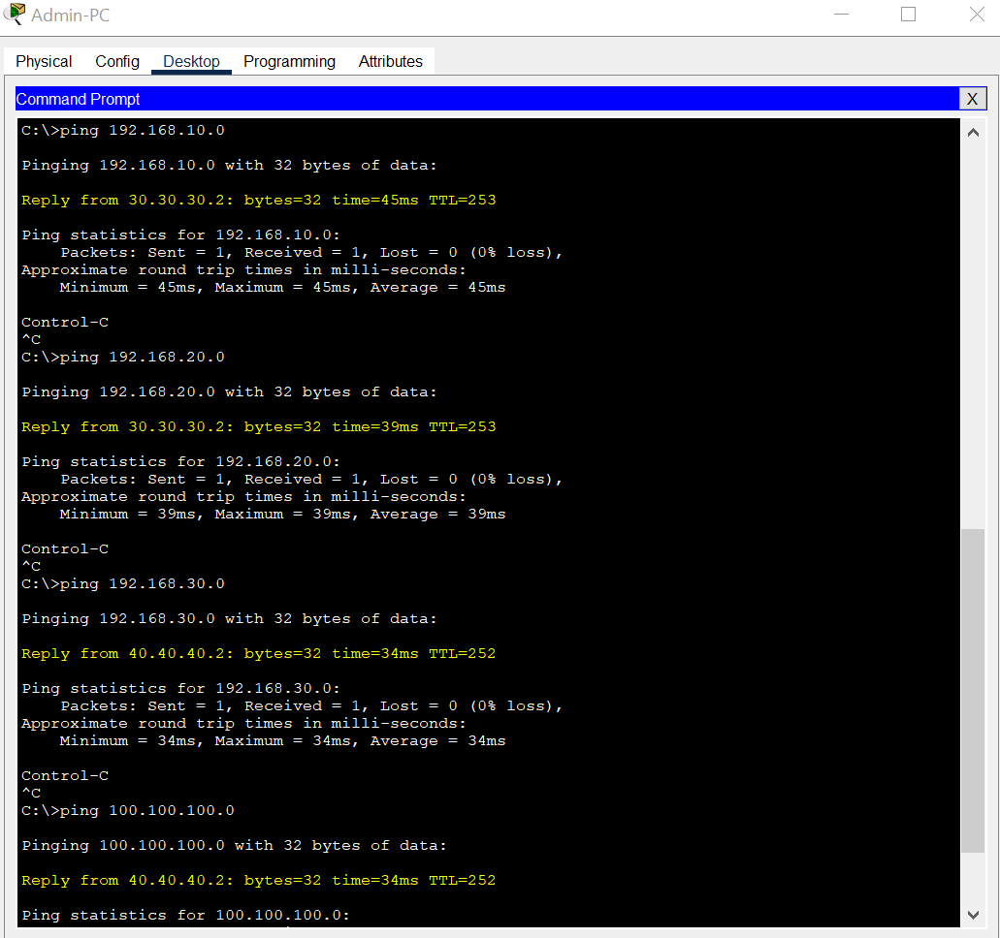 Admin-PC
Physical Config Desktop Programming Attributes
Command Prompt X
C:\>ping 192.168.10.0
Pinging 192.168.10.0 with 32 bytes of data:
Reply from 30.30.30.2: bytes=32 time=45ms TTL=253
Ping statistics for 192.168.10.0:
    Packets: Sent = 1, Received = 1, Lost = 0 (0% loss),
Approximate round trip times in milli-seconds:
    Minimum = 45ms, Maximum = 45ms, Average = 45ms
Control-C
^C
C:\>ping 192.168.20.0
Pinging 192.168.20.0 with 32 bytes of data:
Reply from 30.30.30.2: bytes=32 time=39ms TTL=253
Ping statistics for 192.168.20.0:
    Packets: Sent = 1, Received = 1, Lost = 0 (0% loss),
Approximate round trip times in milli-seconds:
    Minimum = 39ms, Maximum = 39ms, Average = 39ms
Control-C
^C
C:\>ping 192.168.30.0
Pinging 192.168.30.0 with 32 bytes of data:
Reply from 40.40.40.2: bytes=32 time=34ms TTL=252
Ping statistics for 192.168.30.0:
    Packets: Sent = 1, Received = 1, Lost = 0 (0% loss),
Approximate round trip times in milli-seconds:
    Minimum = 34ms, Maximum = 34ms, Average = 34ms
Control-C
^C
C:\>ping 100.100.100.0
Pinging 100.100.100.0 with 32 bytes of data:
Reply from 40.40.40.2: bytes=32 time=34ms TTL=252
Ping statistics for 100.100.100.0: